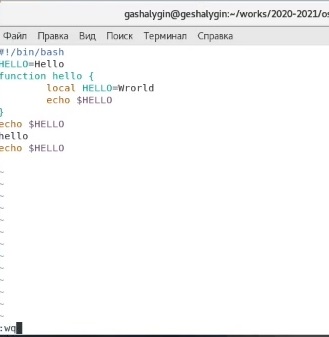 gashalygin@geshalygin:~/works/2020-2021/os
Файл Правка Вид Поиск Терминал Справка
#!/bin/bash
HELLO=Hello
function hello {
        local HELLO=Wrorld
        echo $HELLO
}
echo $HELLO
hello
echo $HELLO
~
~
~
~
~
~
~
~
~
~
~
~
~
:wq